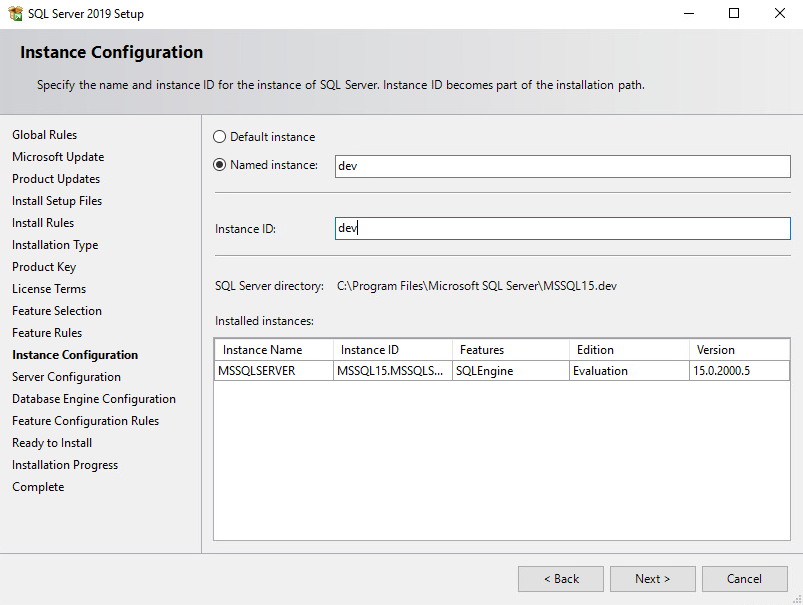 SQL Server 2019 Setup
Instance Configuration
Specify the name and instance ID for the instance of SQL Server. Instance ID becomes part of the installation path.
Global Rules
Microsoft Update
Product Updates
Install Setup Files
Install Rules
Installation Type
Product Key
License Terms
Feature Selection
Feature Rules
Instance Configuration
Server Configuration
Database Engine Configuration
Feature Configuration Rules
Ready to Install
Installation Progress
Complete
Default instance
Named instance: dev
Instance ID: dev
SQL Server directory: C:\Program Files\Microsoft SQL Server\MSSQL15.dev
Installed instances:
Instance Name Instance ID Features Edition Version
MSSQLSERVER MSSQL15.MSSQLS... SQLEngine Evaluation 15.0.2000.5
< Back Next > Cancel